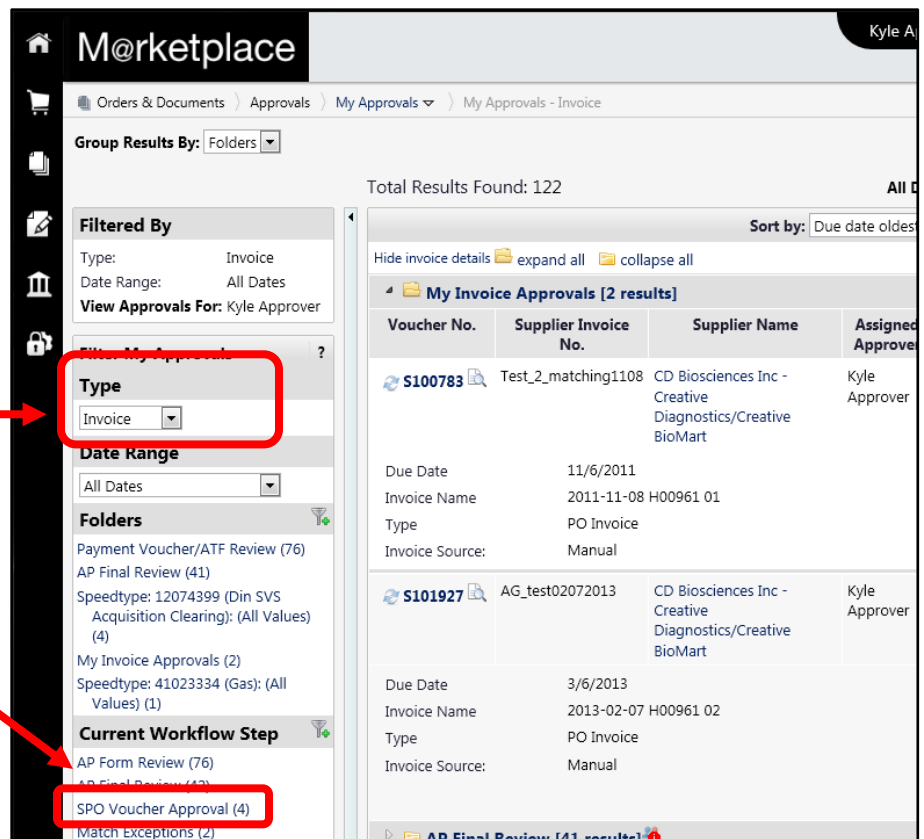 M@rketplace
Kyle A
Orders & Documents Approvals My Approvals My Approvals - Invoice
Group Results By: Folders
Total Results Found: 122
All D
Filtered By
Type: Invoice
Date Range: All Dates
View Approvals For: Kyle Approver
Filter My Approvals ?
Type
Invoice
Date Range
All Dates
Folders
Payment Voucher/ATF Review (76)
AP Final Review (41)
Speedtype: 12074399 (Din SVS
Acquisition Clearing): (All Values)
(4)
My Invoice Approvals (2)
Speedtype: 41023334 (Gas): (All
Values) (1)
Current Workflow Step
AP Form Review (76)
AP Final Review (42)
SPO Voucher Approval (4)
Match Exceptions (2)
Sort by: Due date oldest
Hide invoice details expand all collapse all
My Invoice Approvals [2 results]
Voucher No. Supplier Invoice Supplier Name Assigned
No. Approver
S100783 Test_2_matching1108 CD Biosciences Inc - Kyle
Creative Approver
Diagnostics/Creative
BioMart
Due Date 11/6/2011
Invoice Name 2011-11-08 H00961 01
Type PO Invoice
Invoice Source: Manual
S101927 AG_test02072013 CD Biosciences Inc - Kyle
Creative Approver
Diagnostics/Creative
BioMart
Due Date 3/6/2013
Invoice Name 2013-02-07 H00961 02
Type PO Invoice
Invoice Source: Manual
AP Final Review [41 results]